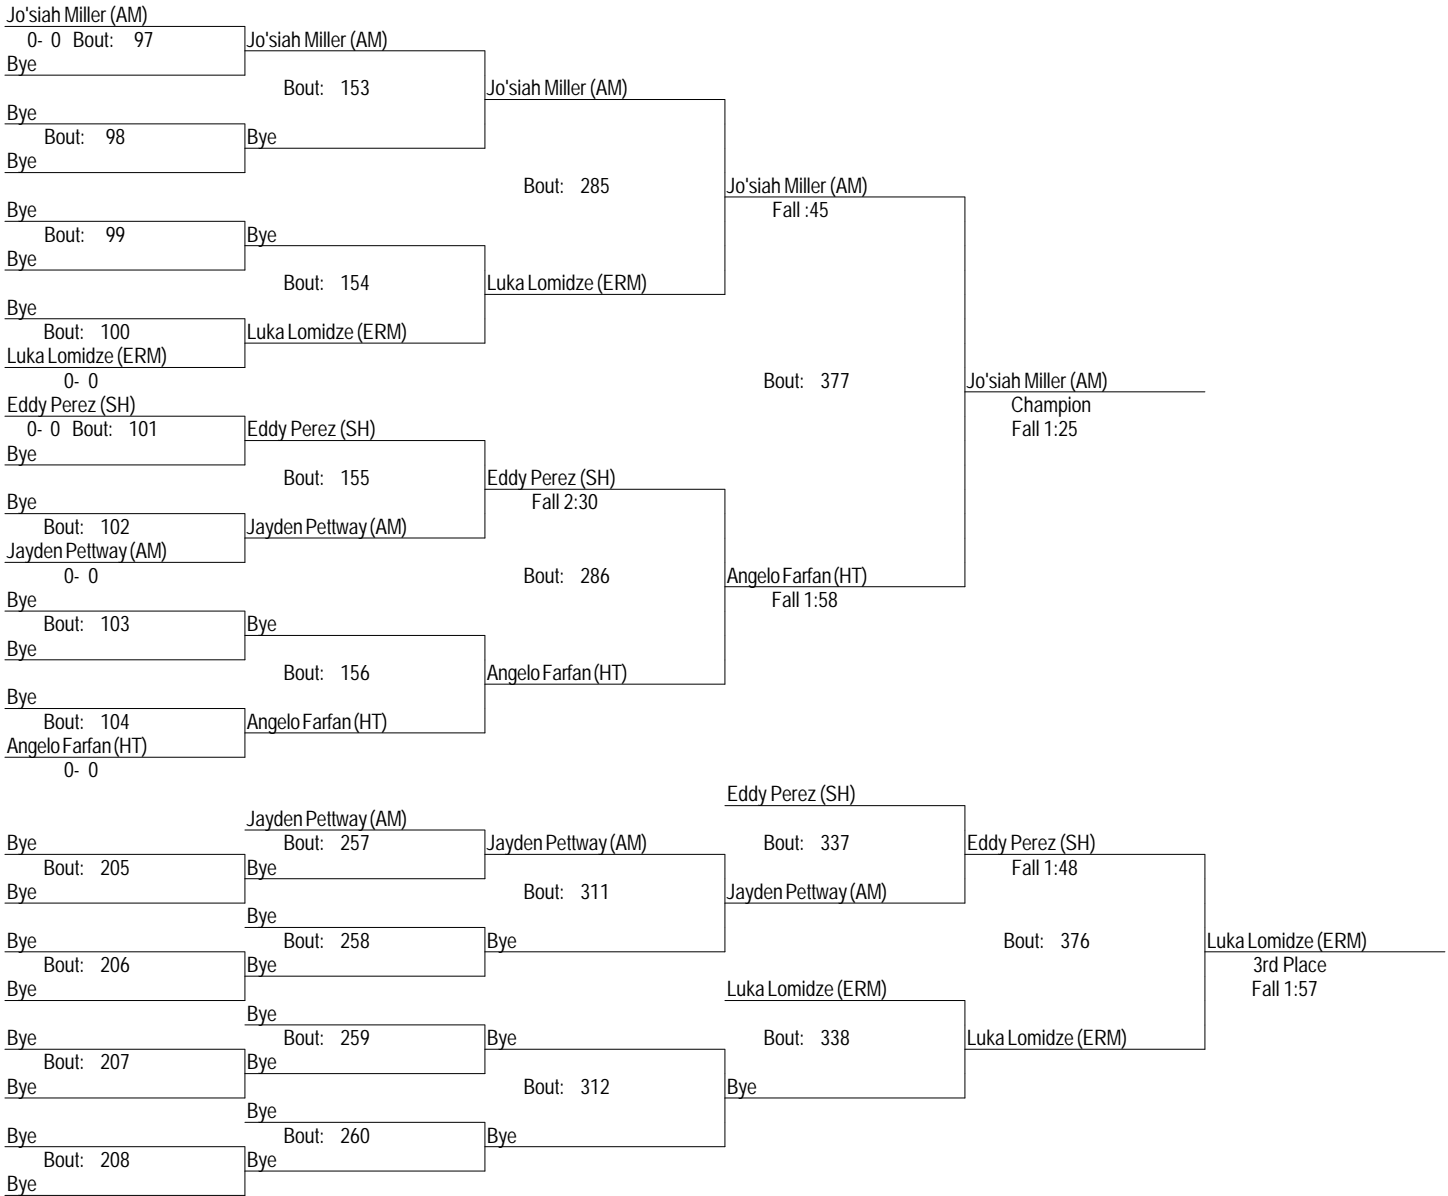 Jo'siah Miller (AM)
0- 0 Bout: 97 Jo'siah Miller (AM)
Bye
Bout: 153 Jo'siah Miller (AM)
Bye
Bout: 98 Bye
Bye
Bout: 285 Jo'siah Miller (AM)
Bye Fall :45
Bout: 99 Bye
Bye
Bout: 154 Luka Lomidze (ERM)
Bye
Bout: 100 Luka Lomidze (ERM)
Luka Lomidze (ERM)
0- 0 Bout: 377 Jo'siah Miller (AM)
Eddy Perez (SH) Champion
0- 0 Bout: 101 Eddy Perez (SH) Fall 1:25
Bye
Bout: 155 Eddy Perez (SH)
Bye Fall 2:30
Bout: 102 Jayden Pettway (AM)
Jayden Pettway (AM)
0- 0 Bout: 286 Angelo Farfan (HT)
Bye Fall 1:58
Bout: 103 Bye
Bye
Bout: 156 Angelo Farfan (HT)
Bye
Bout: 104 Angelo Farfan (HT)
Angelo Farfan (HT)
0- 0
Eddy Perez (SH)
Jayden Pettway (AM)
Bye Bout: 257 Jayden Pettway (AM) Bout: 337 Eddy Perez (SH)
Bout: 205 Bye Fall 1:48
Bye Bout: 311 Jayden Pettway (AM)
Bye
Bye Bout: 258 Bye Bout: 376 Luka Lomidze (ERM)
Bout: 206 Bye 3rd Place
Bye Luka Lomidze (ERM) Fall 1:57
Bye
Bye Bout: 259 Bye Bout: 338 Luka Lomidze (ERM)
Bout: 207 Bye
Bye Bout: 312 Bye
Bye
Bye Bout: 260 Bye
Bout: 208 Bye
Bye